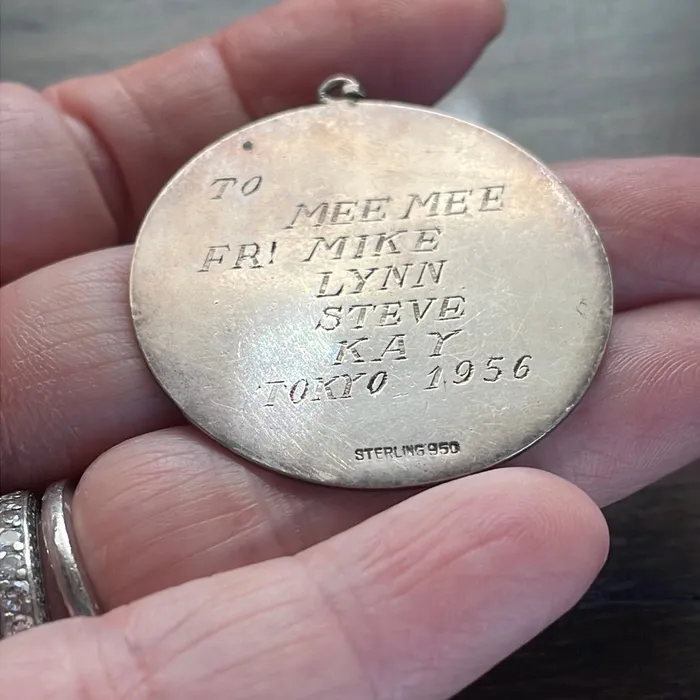 TO
MEE MEE
FR! MIKE
LYNN
STEVE
KAY
TOKYO 1956
STERLING 950